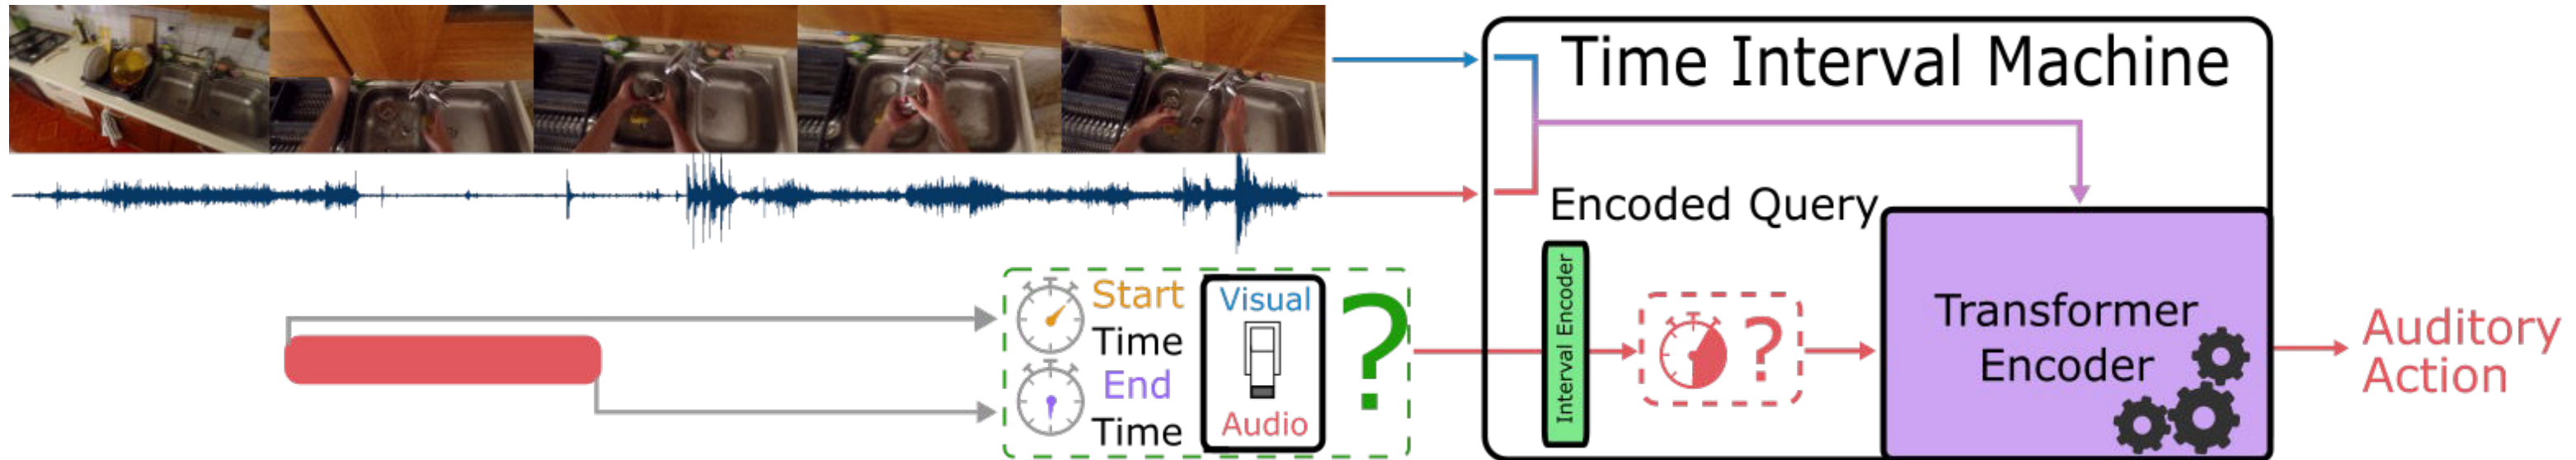 Time Interval Machine
Encoded Query
Start
Time
End
Time
Visual
Audio
?
Interval Encoder
?
Transformer
Encoder
Auditory
Action